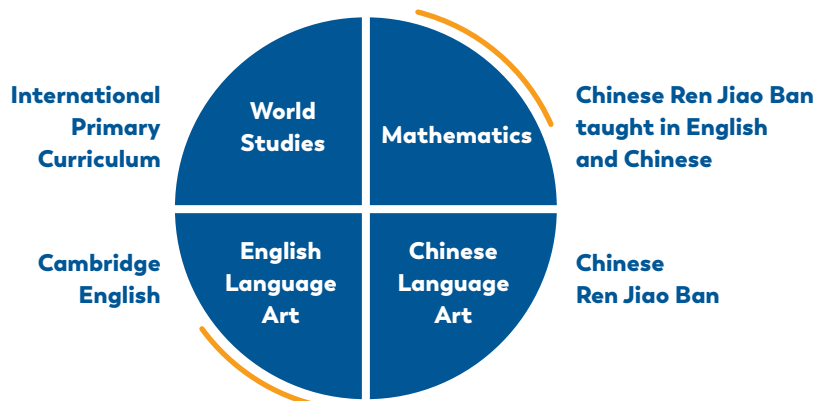 International
Primary
Curriculum
World
Studies
Mathematics
Chinese Ren Jiao Ban
taught in English
and Chinese
Cambridge
English
English
Language
Art
Chinese
Language
Art
Chinese
Ren Jiao Ban